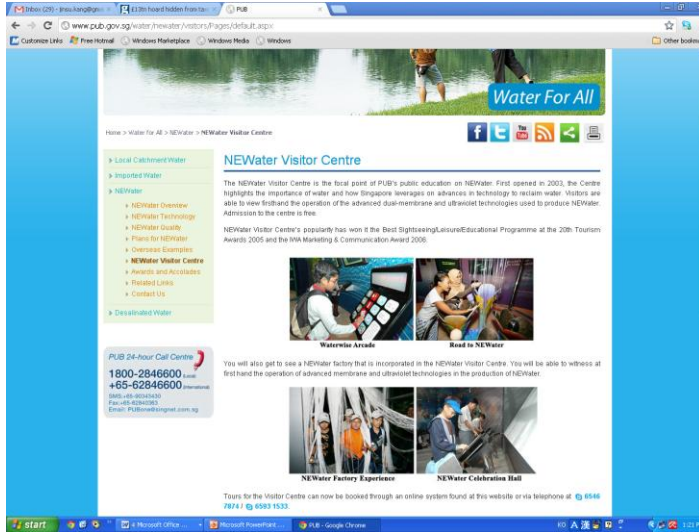 Inbox (29) -
£13tn hoard hidden from tax
PUB
www.pub.gov.sg/water/newater/visitors/Pages/default.aspx
Customize Links
Free Hotmail
Windows Marketplace
Windows Media
Windows
Water For All
Home > Water for All > NEWater > NEWater Visitor Centre
Local Catchment Water
Imported Water
NEWater
NEWater Overview
NEWater Technology
NEWater Quality
Plans for NEWater
Overseas Examples
NEWater Visitor Centre
Awards and Accolades
Related Links
Contact Us
Desalinated Water
PUB 24-hour Call Centre
1800-2846600 (Local)
+65-62846600 (International)
Email: PUBone@singnet.com.sg
NEWater Visitor Centre
The NEWater Visitor Centre is the focal point of PUB's public education on NEWater. First opened in 2003, the Centre
highlights the importance of water and how Singapore leverages on advances in technology to reclaim water. Visitors are
able to view firsthand the operation of the advanced dual-membrane and ultraviolet technologies used to produce NEWater.
Admission to the centre is free.
NEWater Visitor Centre's popularity has won it the Best Sightseeing/Leisure/Educational Programme at the 20th Tourism
Awards 2005 and the IWA Marketing & Communication Award 2006.
Waterwise Arcade
Road to NEWater
You will also get to see a NEWater factory that is incorporated in the NEWater Visitor Centre. You will be able to witness at
first hand the operation of advanced membrane and ultraviolet technologies in the production of NEWater.
NEWater Factory Experience
NEWater Celebration Hall
Tours for the Visitor Centre can now be booked through an online system found at this website or via telephone at 6546
7874 / 6593 1533.
start
4 Microsoft Office ...
Microsoft PowerPoint ...
PUB - Google Chrome